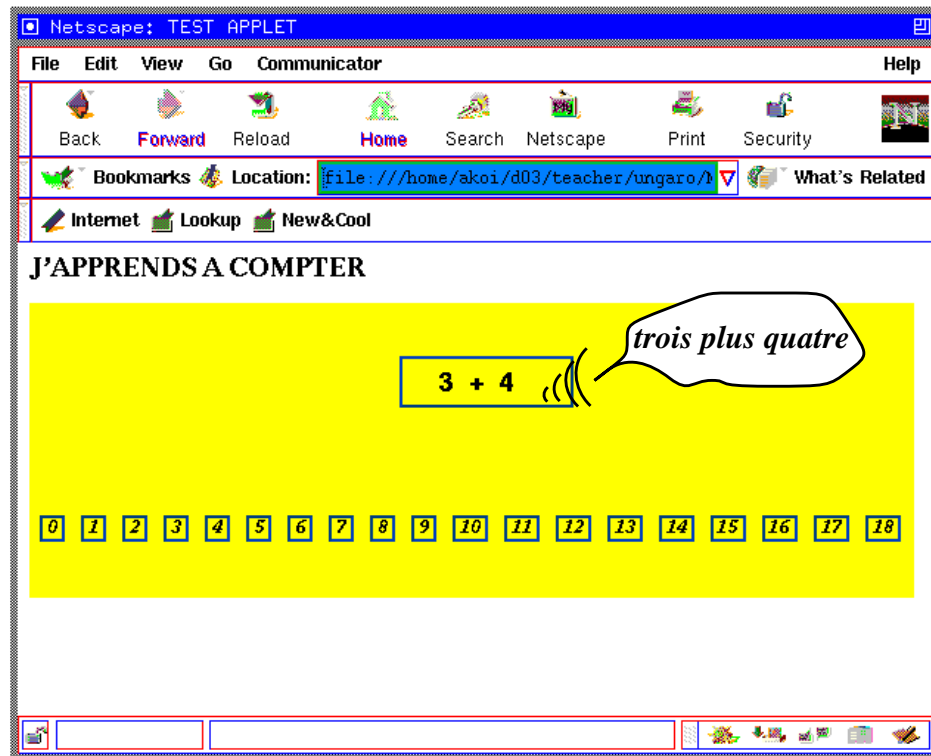 Netscape: TEST APPLET
File Edit View Go Communicator Help
Back Forward Reload Home Search Netscape Print Security
N
Bookmarks Location: file:///home/akoi/d03/teacher/ungaro/ What's Related
Internet Lookup New&Cool
J'APPRENDS A COMPTER
trois plus quatre
3 + 4
0 1 2 3 4 5 6 7 8 9 10 11 12 13 14 15 16 17 18